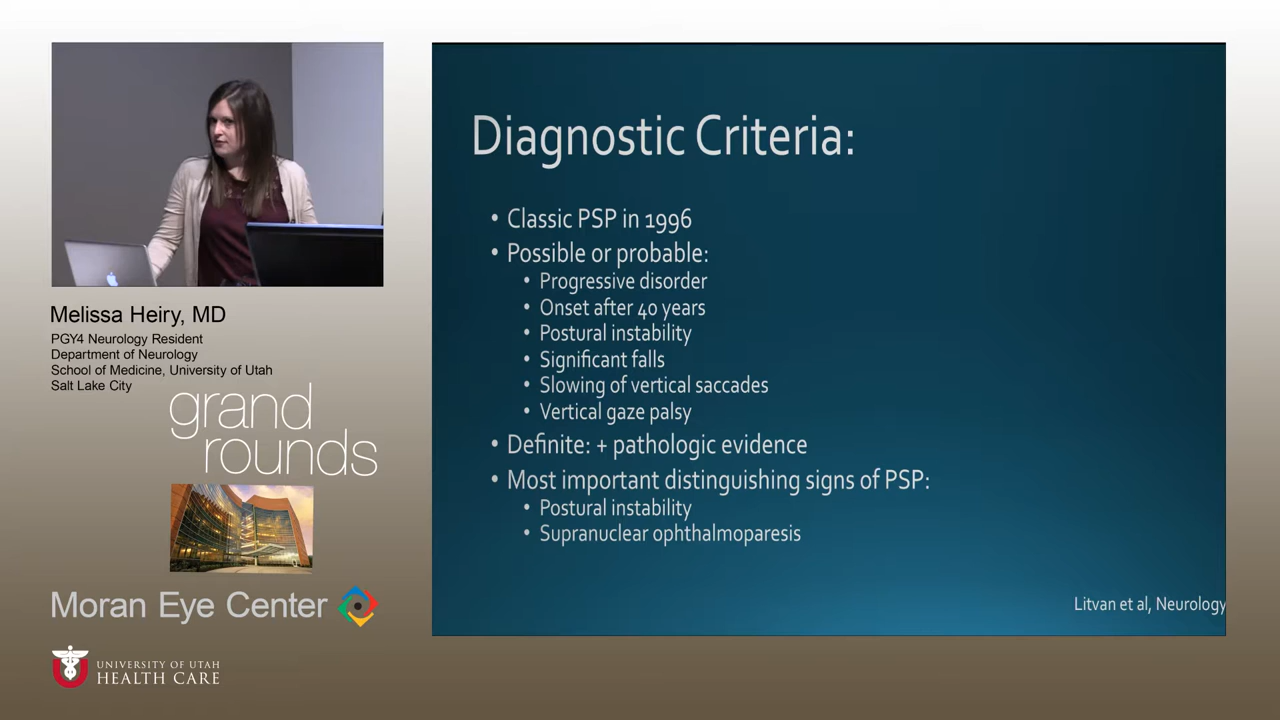 Diagnostic Criteria:
• Classic PSP in 1996
• Possible or probable:
• Progressive disorder
• Onset after 40 years
• Postural instability
• Significant falls
• Slowing of vertical saccades
• Vertical gaze palsy
• Definite: + pathologic evidence
• Most important distinguishing signs of PSP:
• Postural instability
• Supranuclear ophthalmoparesis
Litvan et al, Neurology
Melissa Heiry, MD
PGY4 Neurology Resident
Department of Neurology
School of Medicine, University of Utah
Salt Lake City
grand
rounds
Moran Eye Center
U
UNIVERSITY OF UTAH
HEALTH CARE